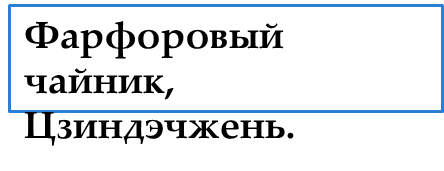 Фарфоровый
чайник,
Цзиндэчжень.